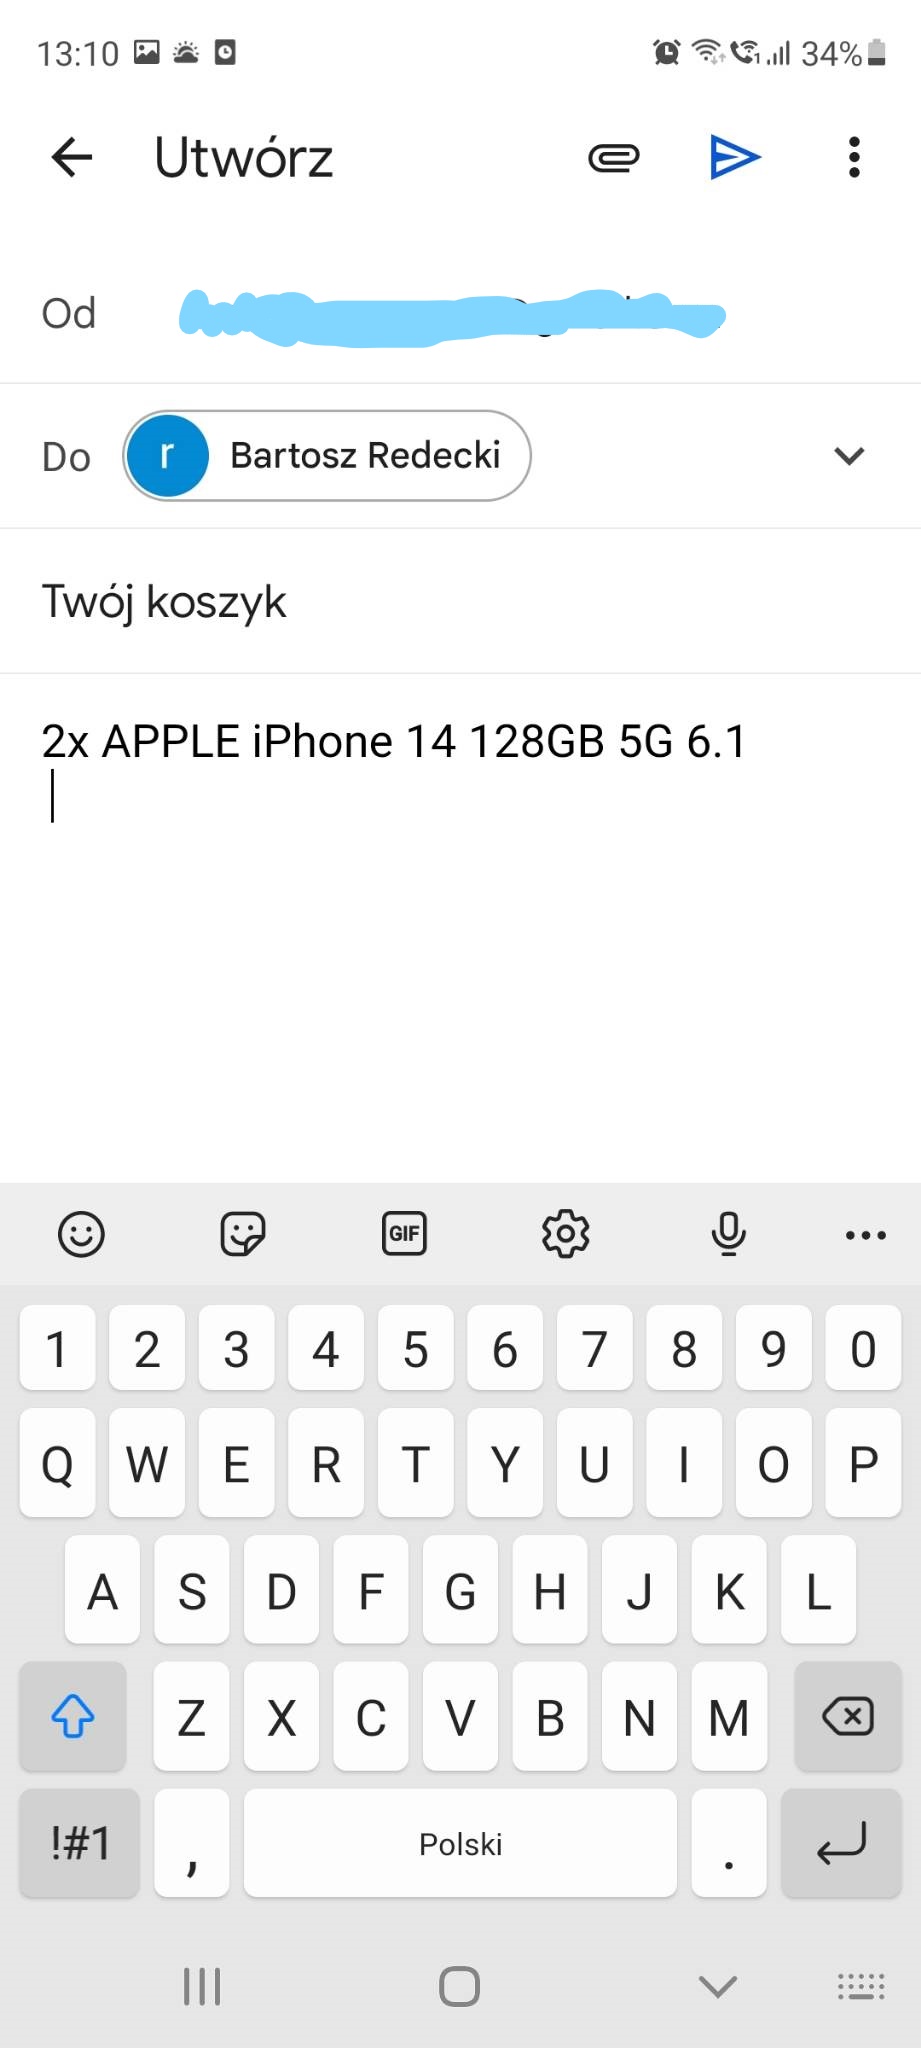 13:10 34%
Utwórz
Od
Do r Bartosz Redecki
Twój koszyk
2x APPLE iPhone 14 128GB 5G 6.1
GIF
1 2 3 4 5 6 7 8 9 0
Q W E R T Y U I O P
A S D F G H J K L
Z X C V B N M
!#1 , Polski .